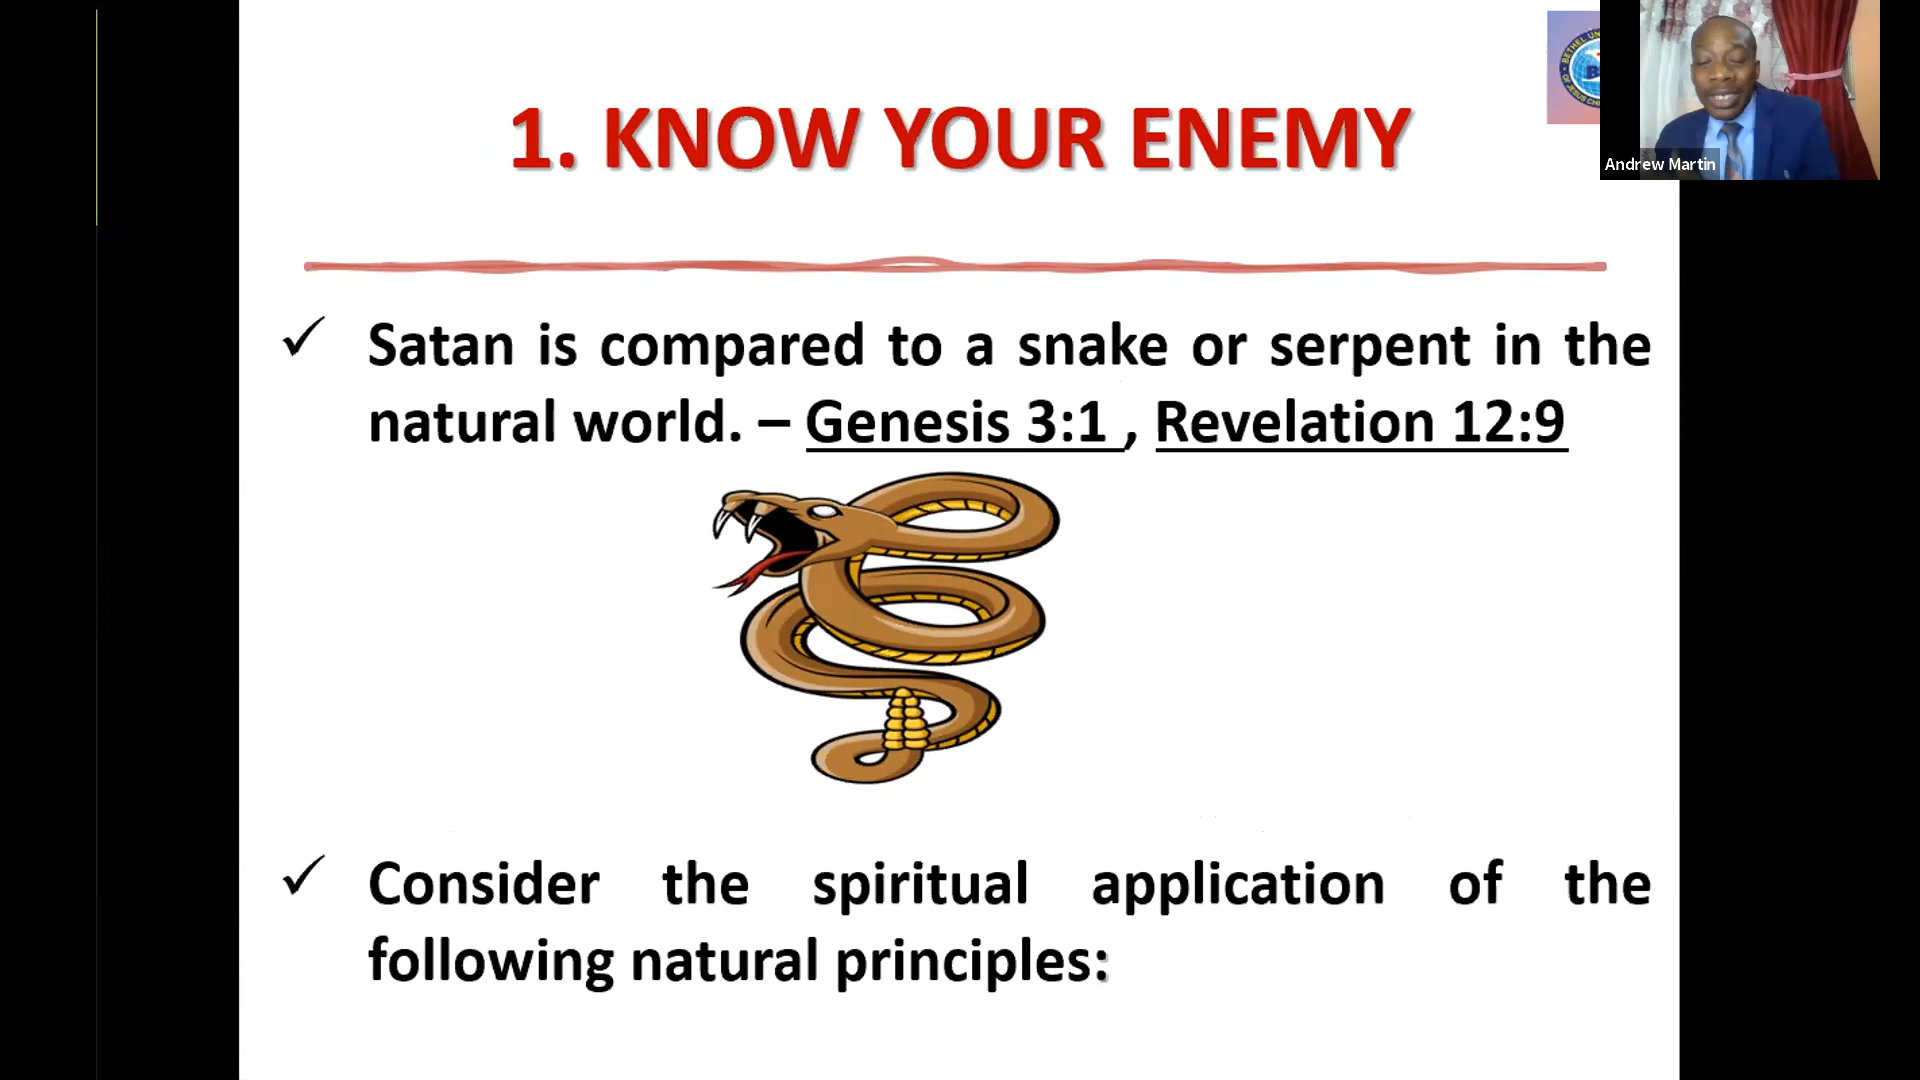 1. KNOW YOUR ENEMY
Andrew Martin
✓ Satan is compared to a snake or serpent in the
natural world. – Genesis 3:1 , Revelation 12:9
✓ Consider the spiritual application of the
following natural principles: